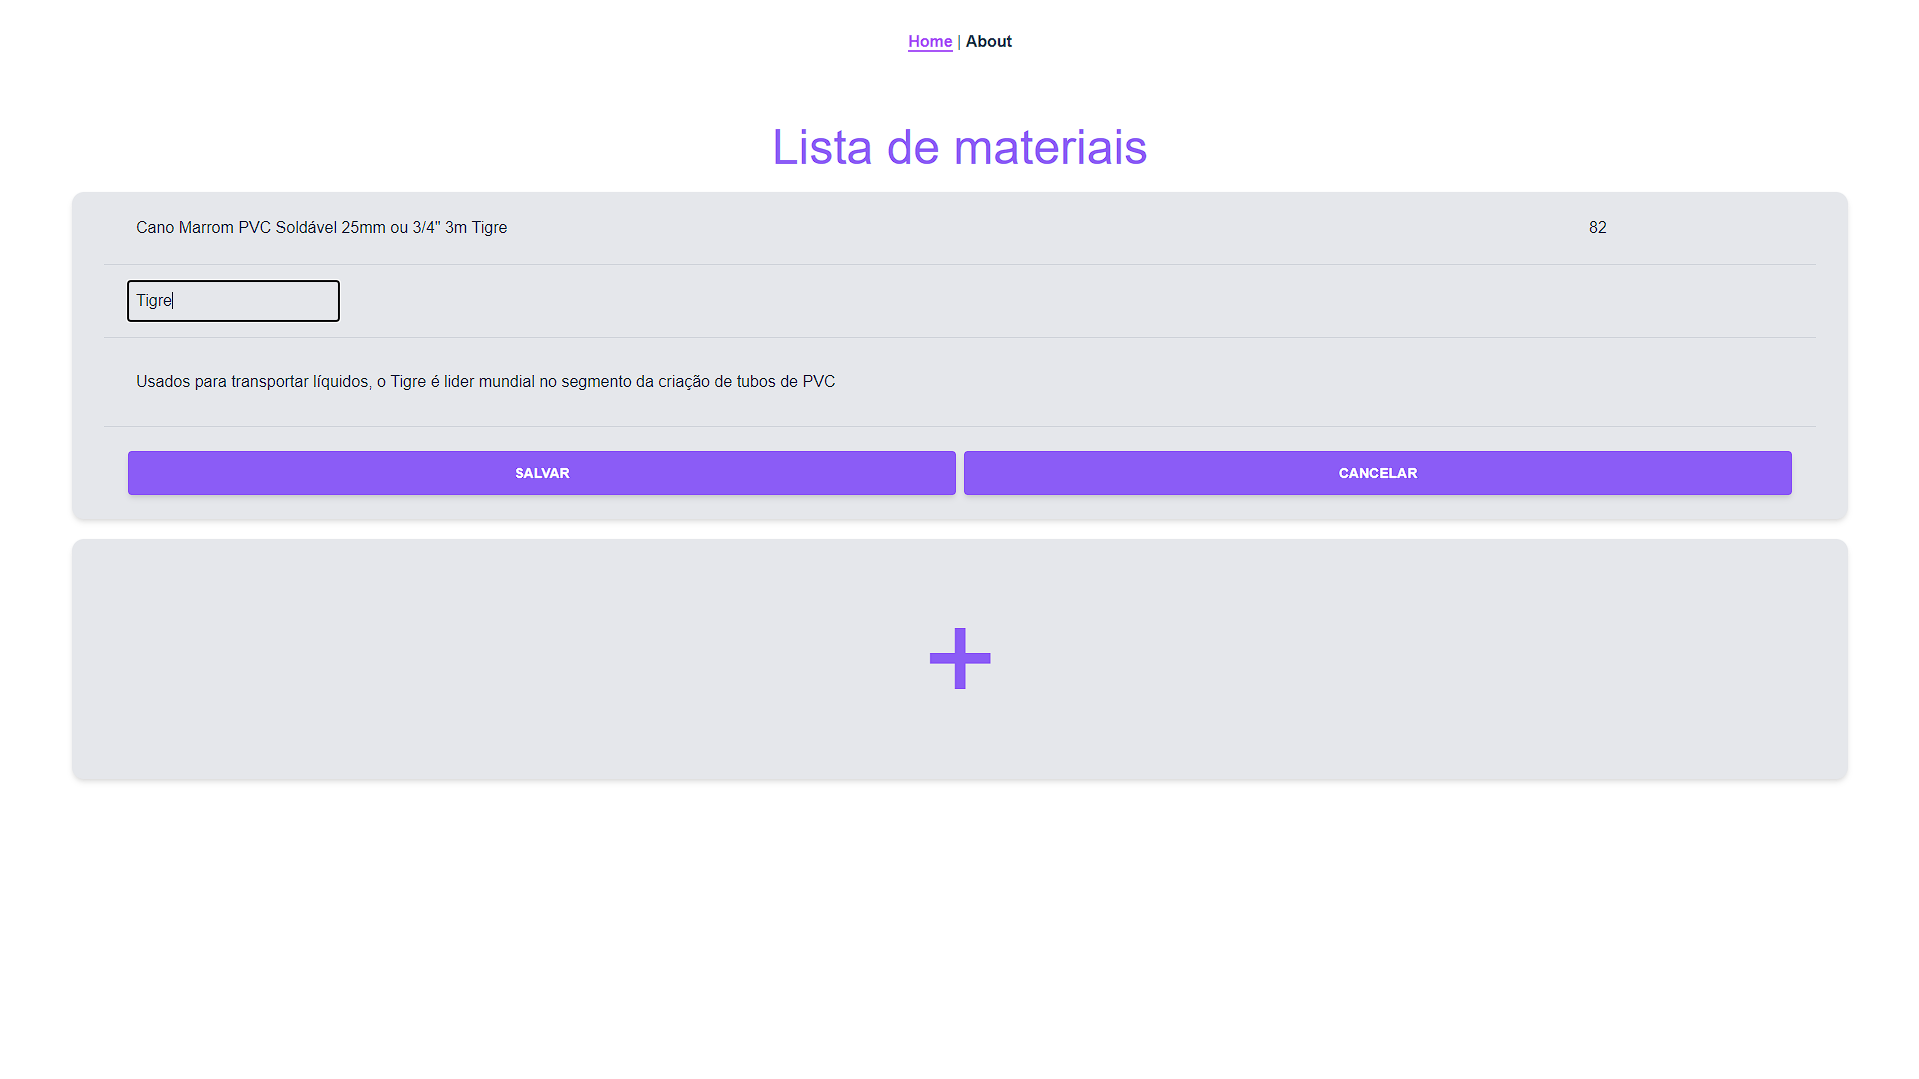 Home | About
Lista de materiais
Cano Marrom PVC Soldável 25mm ou 3/4" 3m Tigre 82
Tigre
Usados para transportar líquidos, o Tigre é lider mundial no segmento da criação de tubos de PVC
SALVAR CANCELAR
+